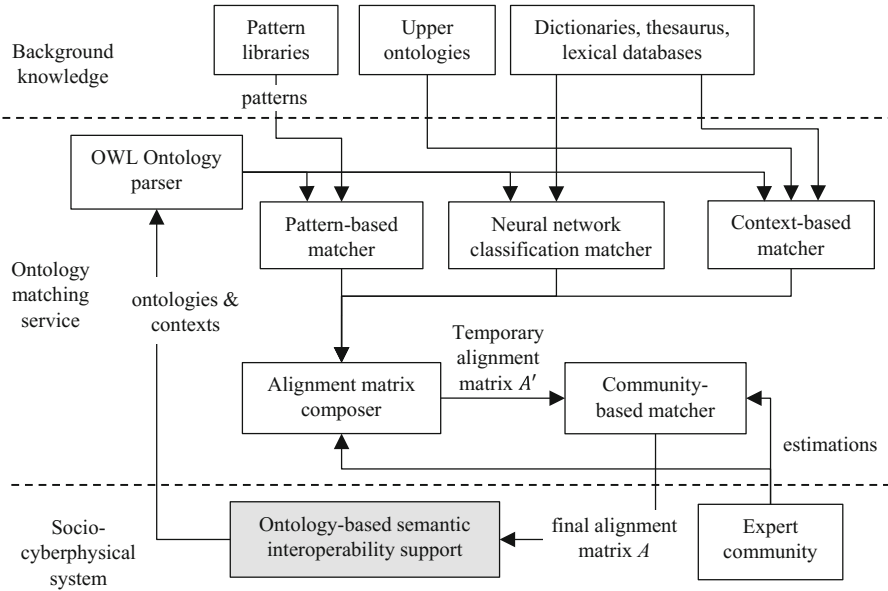 Background
knowledge
Pattern
libraries
Upper
ontologies
Dictionaries, thesaurus,
lexical databases
patterns
OWL Ontology
parser
Pattern-based
matcher
Neural network
classification matcher
Context-based
matcher
Ontology
matching
service
ontologies &
contexts
Temporary
alignment
matrix A′
Alignment matrix
composer
Community-
based matcher
estimations
Socio-
cyberphysical
system
Ontology-based semantic
interoperability support
final alignment
matrix A
Expert
community